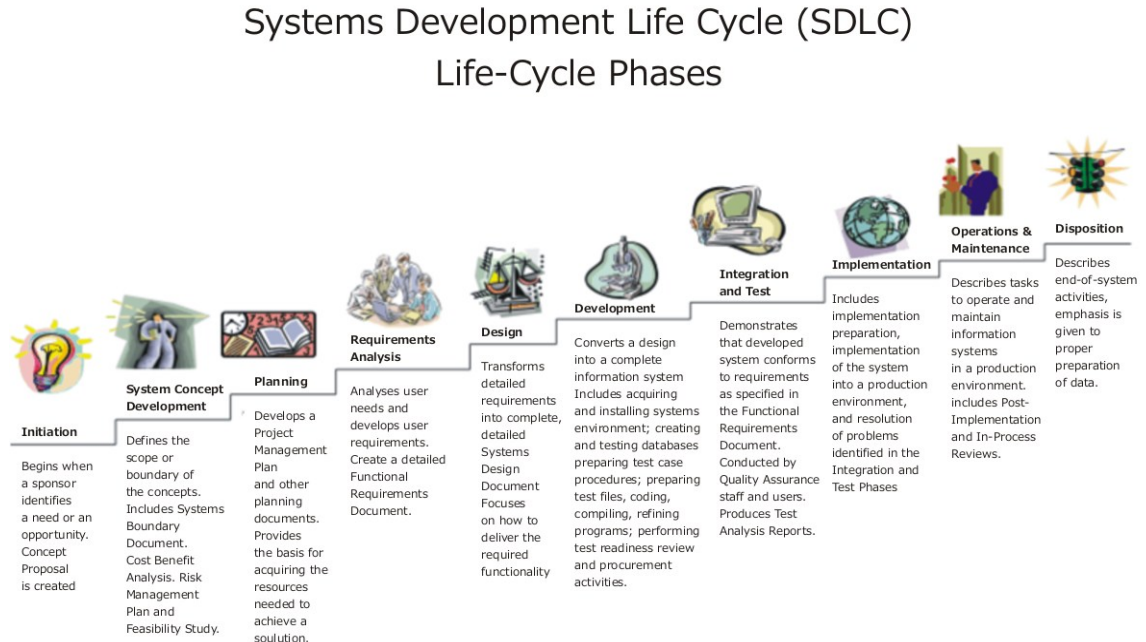 Systems Development Life Cycle (SDLC)
Life-Cycle Phases
Initiation
Begins when
a sponsor
identifies
a need or an
opportunity.
Concept
Proposal
is created
System Concept
Development
Defines the
scope or
boundary of
the concepts.
Includes Systems
Boundary
Document.
Cost Benefit
Analysis. Risk
Management
Plan and
Feasibility Study.
Planning
Develops a
Project
Management
Plan
and other
planning
documents.
Provides
the basis for
acquiring the
resources
needed to
achieve a
soulution.
Requirements
Analysis
Analyses user
needs and
develops user
requirements.
Create a detailed
Functional
Requirements
Document.
Design
Transforms
detailed
requirements
into complete,
detailed
Systems
Design
Document
Focuses
on how to
deliver the
required
functionality
Development
Converts a design
into a complete
information system
Includes acquiring
and installing systems
environment; creating
and testing databases
preparing test case
procedures; preparing
test files, coding,
compiling, refining
programs; performing
test readiness review
and procurement
activities.
Integration
and Test
Demonstrates
that developed
system conforms
to requirements
as specified in
the Functional
Requirements
Document.
Conducted by
Quality Assurance
staff and users.
Produces Test
Analysis Reports.
Implementation
Includes
implementation
preparation,
implementation
of the system
into a production
environment,
and resolution
of problems
identified in the
Integration and
Test Phases
Operations &
Maintenance
Describes tasks
to operate and
maintain
information
systems
in a production
environment.
includes Post-
Implementation
and In-Process
Reviews.
Disposition
Describes
end-of-system
activities,
emphasis is
given to
proper
preparation
of data.